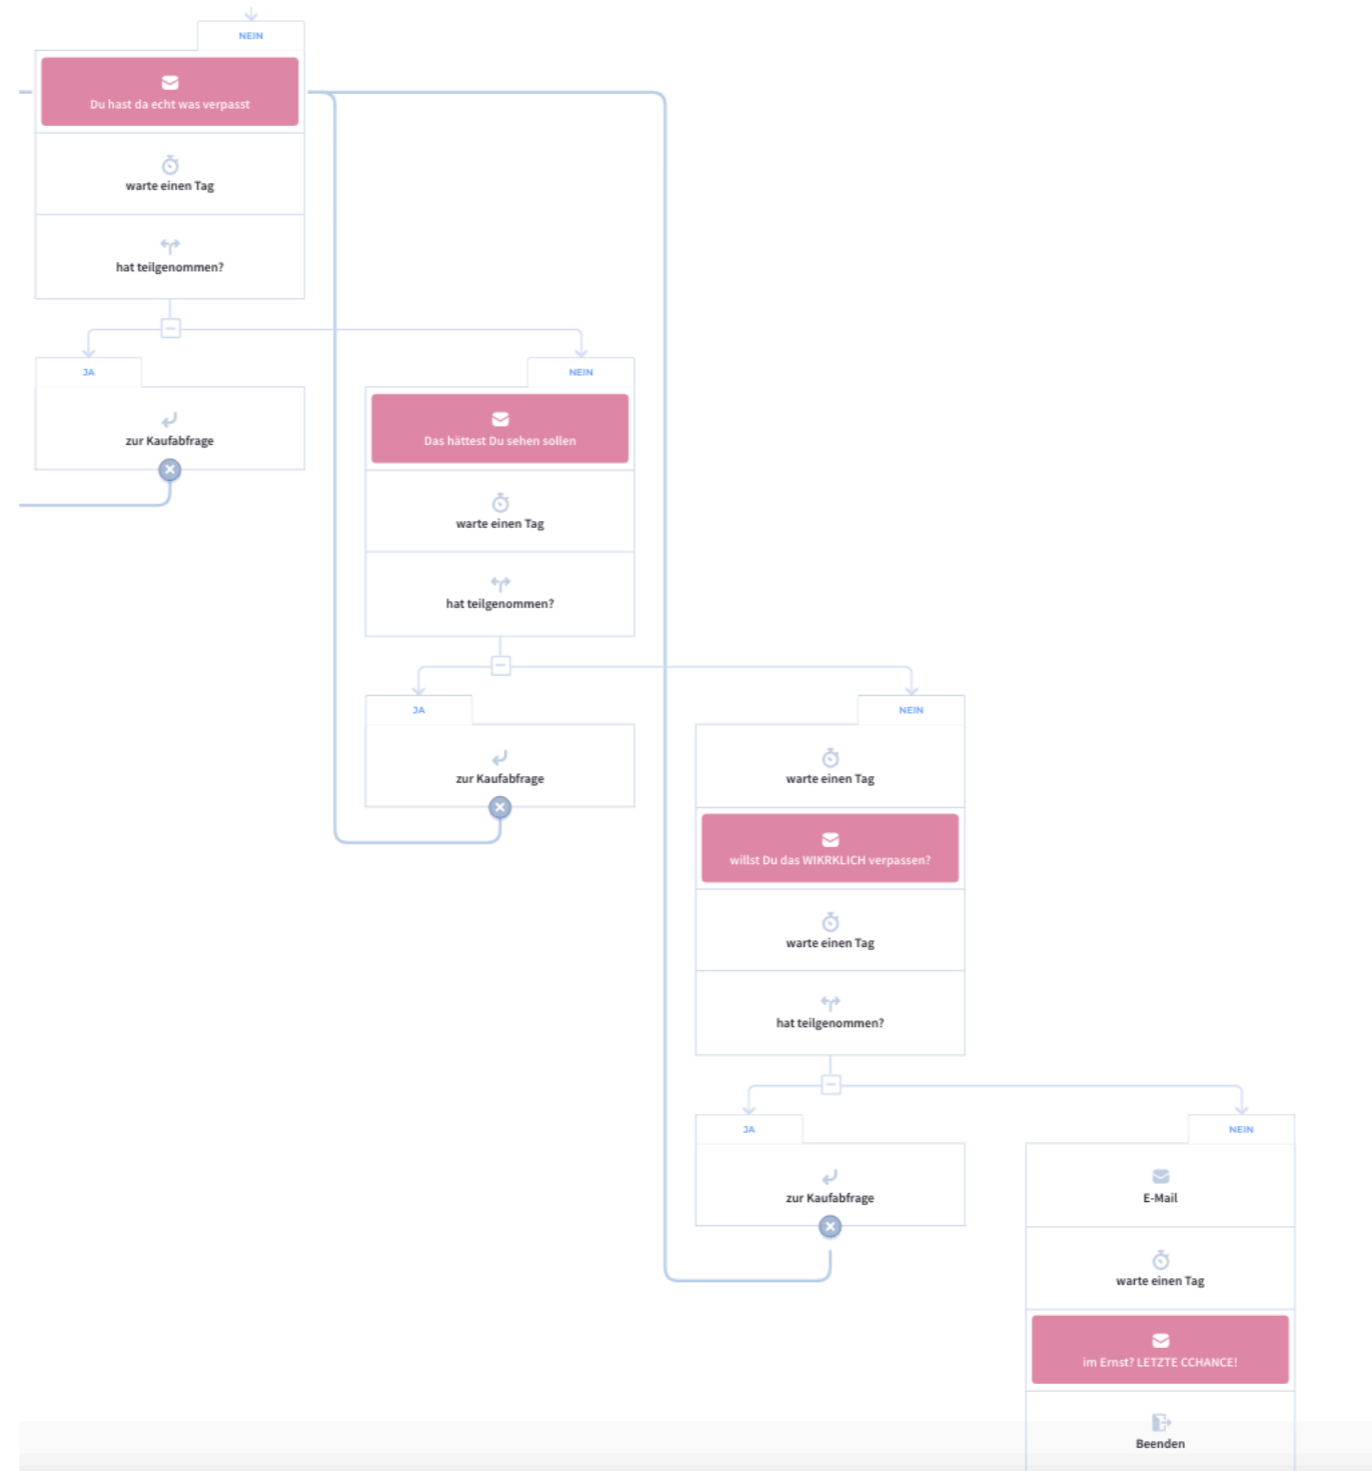 NEIN
Du hast da echt was verpasst
warte einen Tag
hat teilgenommen?
JA
zur Kaufabfrage
NEIN
Das hättest Du sehen sollen
warte einen Tag
hat teilgenommen?
JA
zur Kaufabfrage
NEIN
warte einen Tag
willst Du das WIKRKLICH verpassen?
warte einen Tag
hat teilgenommen?
JA
zur Kaufabfrage
NEIN
E-Mail
warte einen Tag
im Ernst? LETZTE CCHANCE!
Beenden